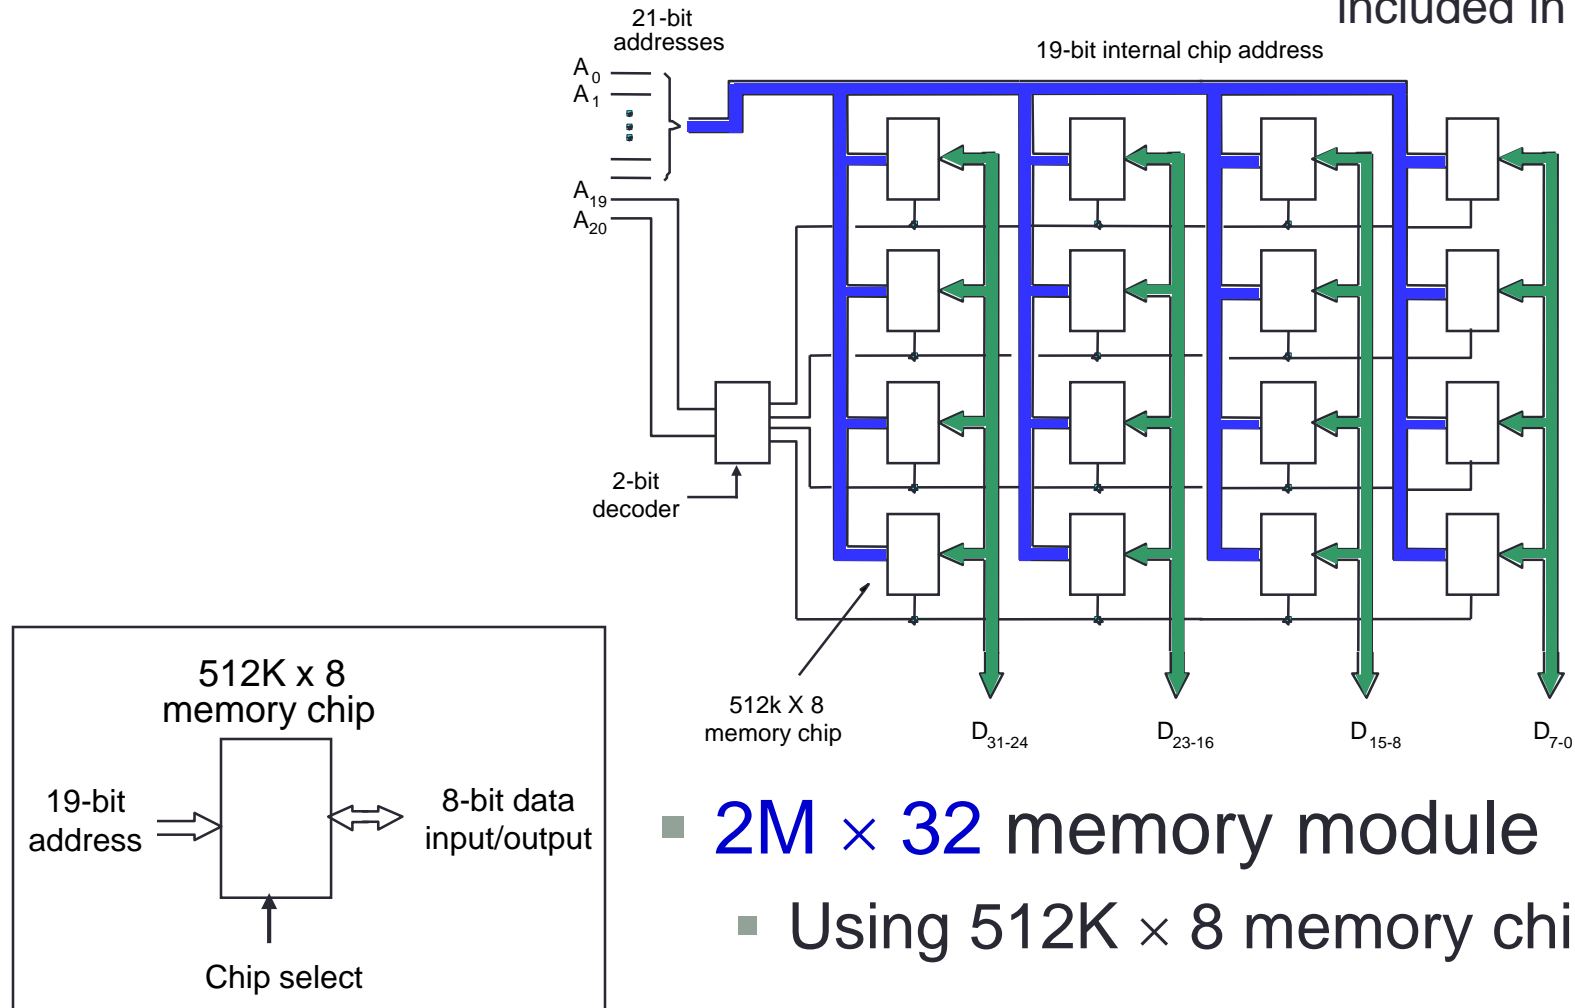 included in
21-bit
addresses
19-bit internal chip address
A0
A1
A19
A20
2-bit
decoder
512k X 8
memory chip
D31-24
D23-16
D15-8
D7-0
512K x 8
memory chip
19-bit
address
8-bit data
input/output
Chip select
2M × 32 memory module
Using 512K × 8 memory chi